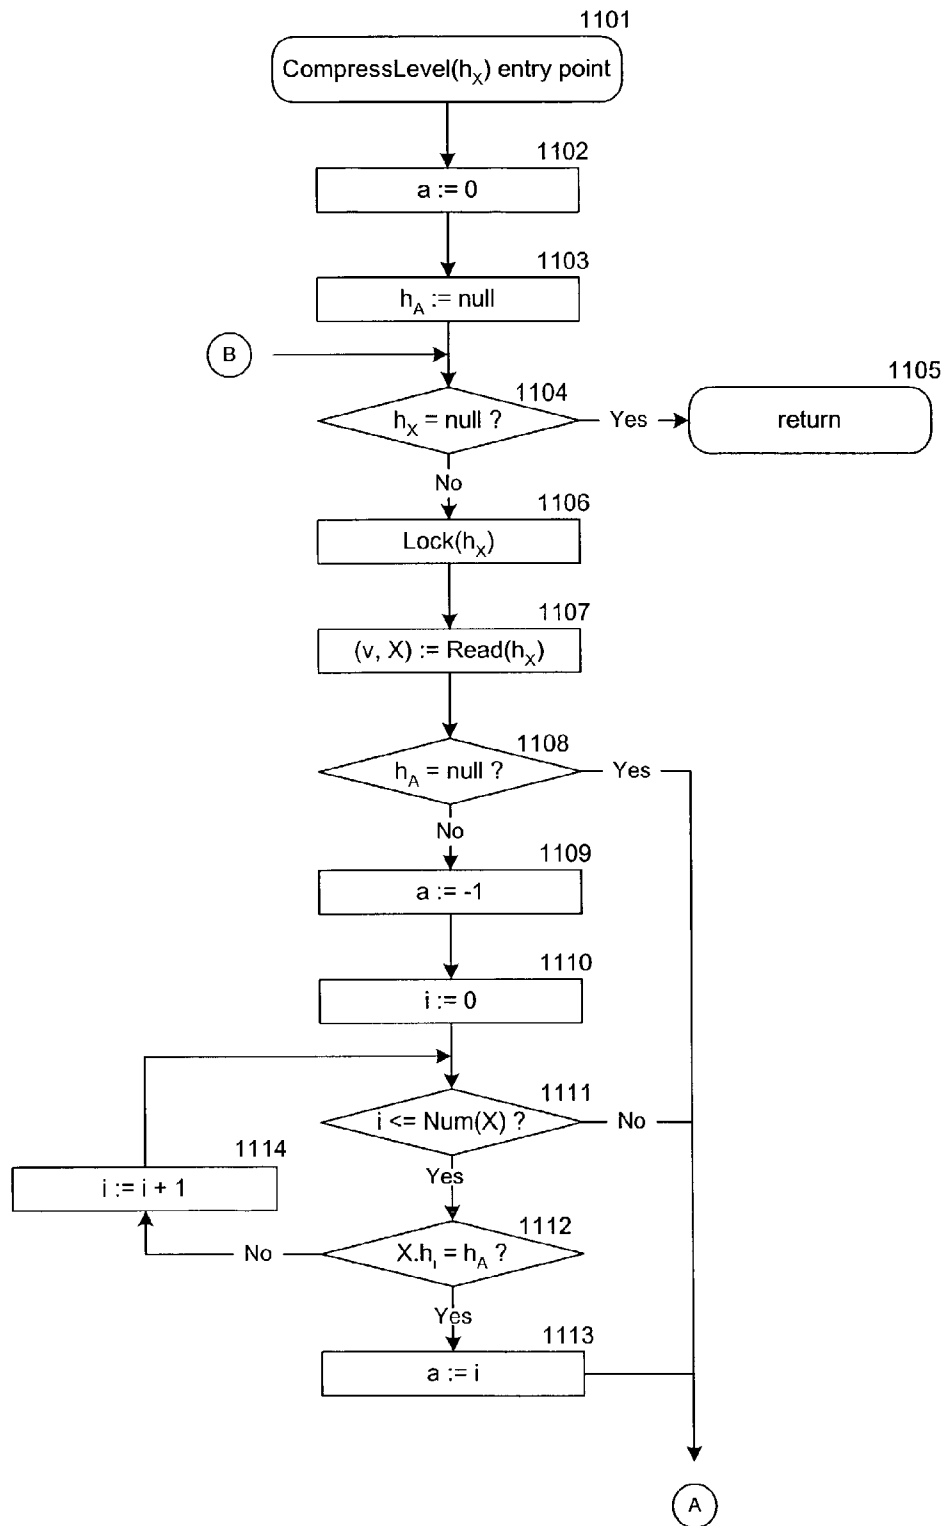 1101
CompressLevel(hX) entry point
1102
a := 0
1103
hA := null
B
1104
1105
hX = null ?
Yes
return
No
1106
Lock(hX)
1107
(v, X) := Read(hX)
1108
hA = null ?
Yes
No
1109
a := -1
1110
i := 0
1111
i <= Num(X) ?
No
1114
Yes
i := i + 1
1112
X.hi = hA ?
No
Yes
1113
a := i
A